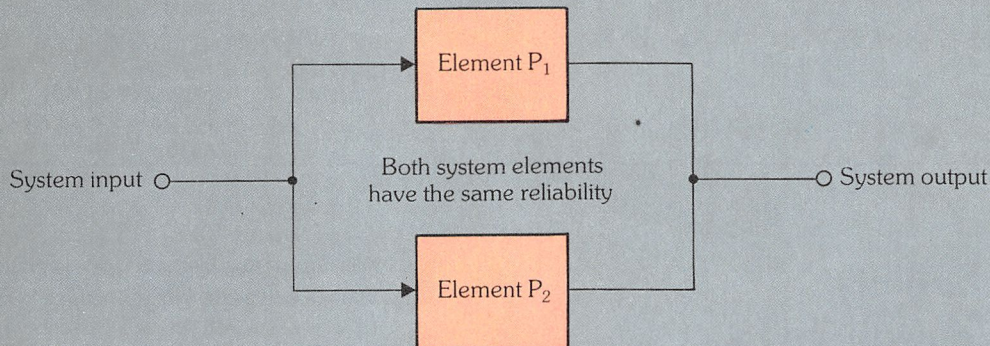 Element P₁
System input
Both system elements
have the same reliability
System output
Element P₂